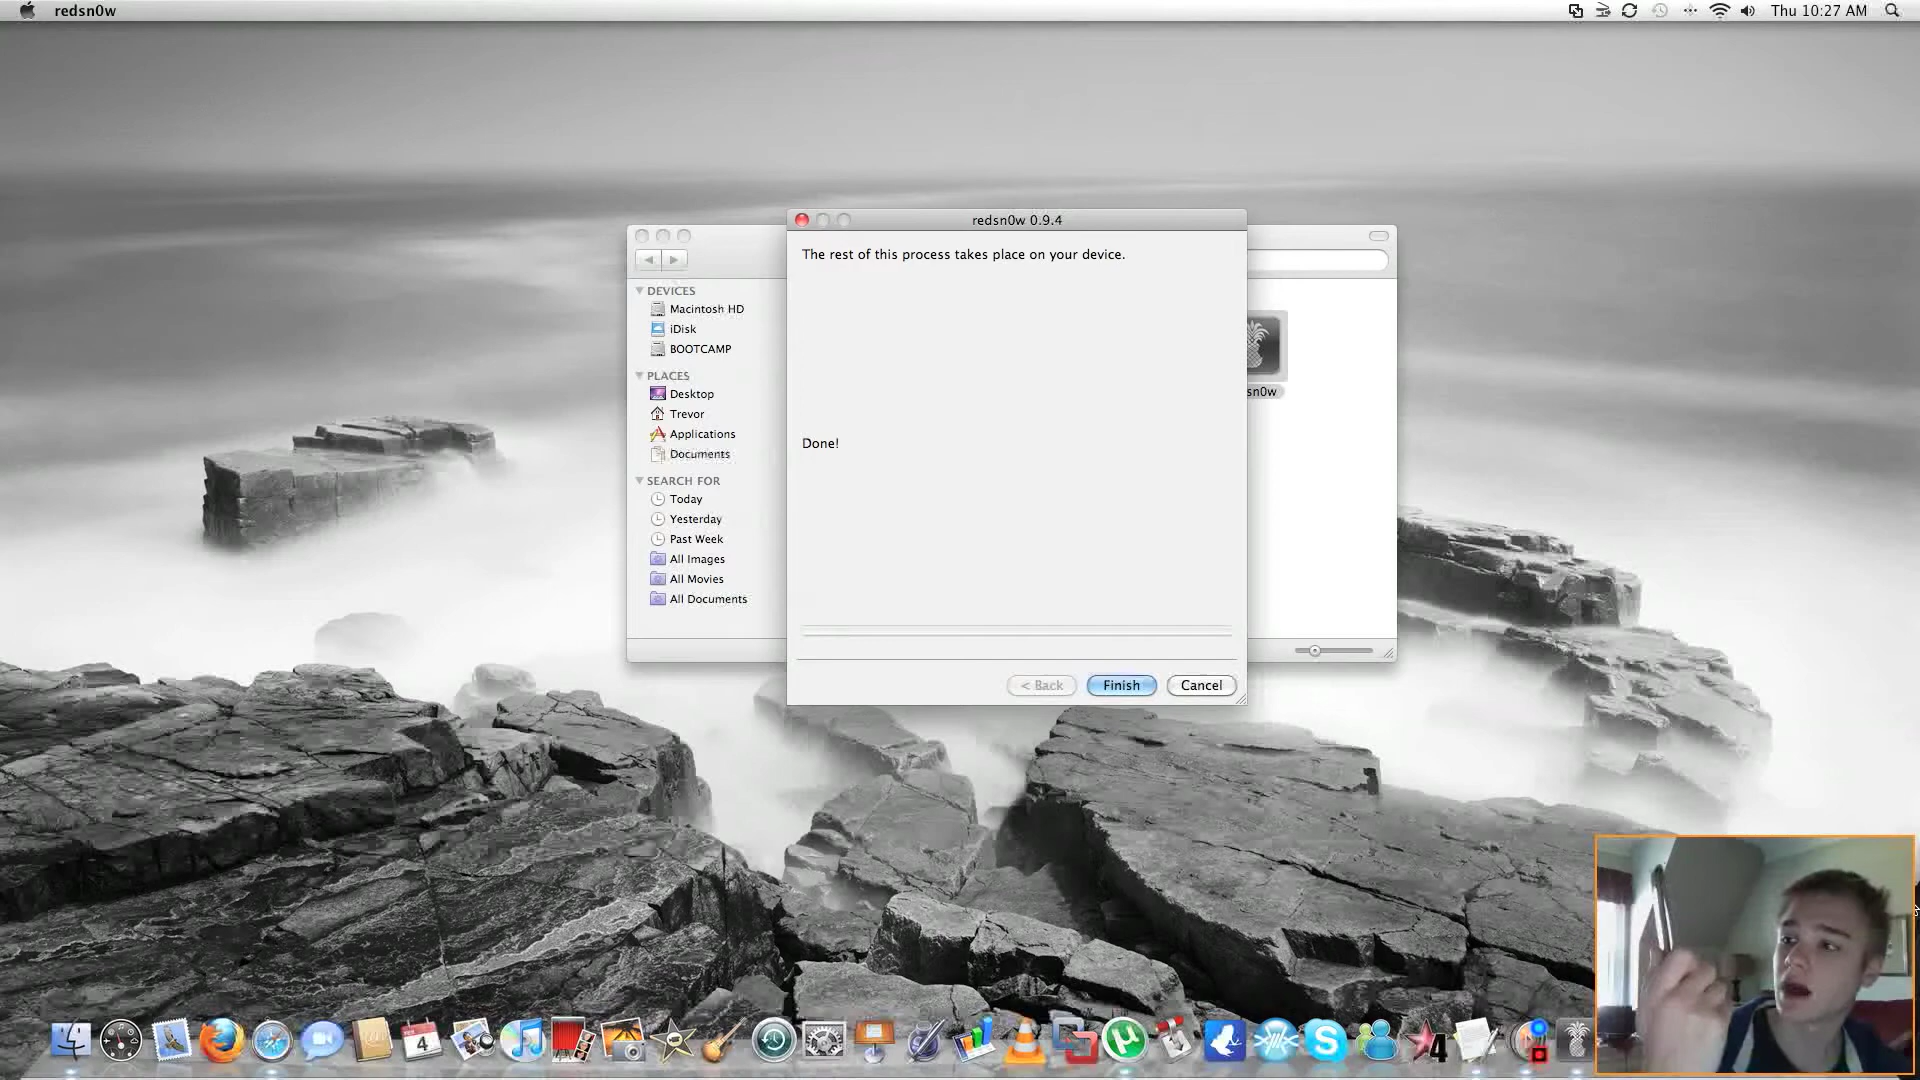 redsn0w
Thu 10:27 AM
redsn0w 0.9.4
The rest of this process takes place on your device.
Done!
< Back
Finish
Cancel
DEVICES
Macintosh HD
iDisk
BOOTCAMP
PLACES
Desktop
Trevor
Applications
Documents
SEARCH FOR
Today
Yesterday
Past Week
All Images
All Movies
All Documents
sn0w
4
4